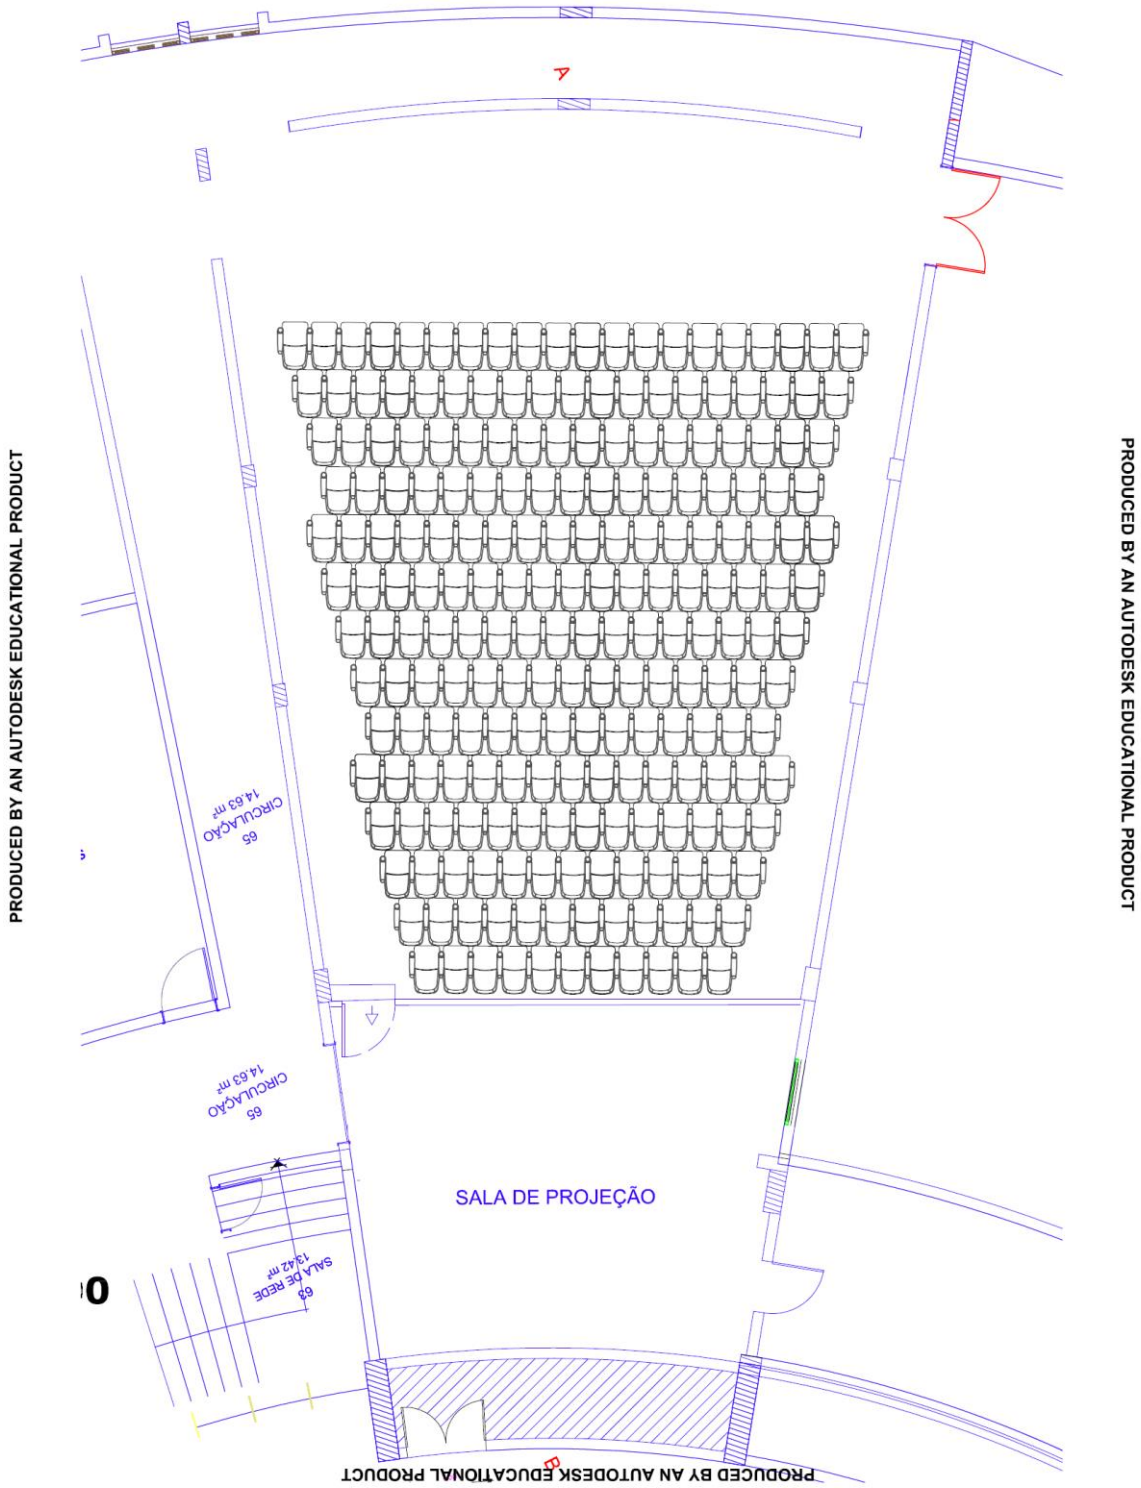 A
PRODUCED BY AN AUTODESK EDUCATIONAL PRODUCT
PRODUCED BY AN AUTODESK EDUCATIONAL PRODUCT
65
CIRCULAÇÃO
14.63 m²
65
CIRCULAÇÃO
14.63 m²
SALA DE PROJEÇÃO
63
SALA DE REDE
13.42 m²
0
B
PRODUCED BY AN AUTODESK EDUCATIONAL PRODUCT